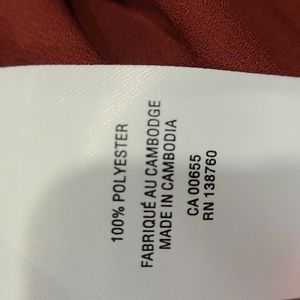 100% POLYESTER
FABRIQUÉ AU CAMBODGE
MADE IN CAMBODIA
CA 00655
RN 138760